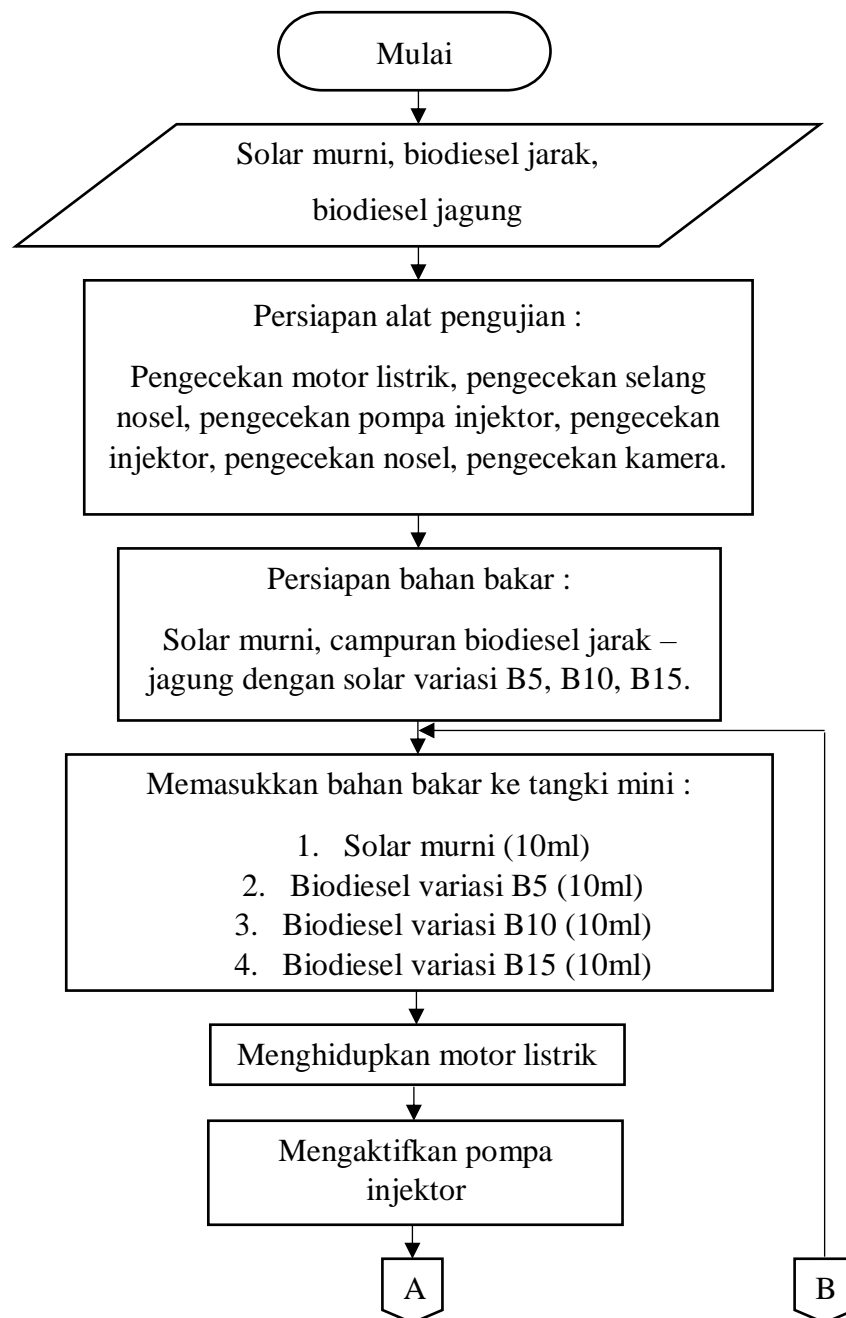 Mulai
Solar murni, biodiesel jarak,
biodiesel jagung
Persiapan alat pengujian :
Pengecekan motor listrik, pengecekan selang
nosel, pengecekan pompa injektor, pengecekan
injektor, pengecekan nosel, pengecekan kamera.
Persiapan bahan bakar :
Solar murni, campuran biodiesel jarak –
jagung dengan solar variasi B5, B10, B15.
Memasukkan bahan bakar ke tangki mini :
1. Solar murni (10ml)
2. Biodiesel variasi B5 (10ml)
3. Biodiesel variasi B10 (10ml)
4. Biodiesel variasi B15 (10ml)
Menghidupkan motor listrik
Mengaktifkan pompa
injektor
A
B